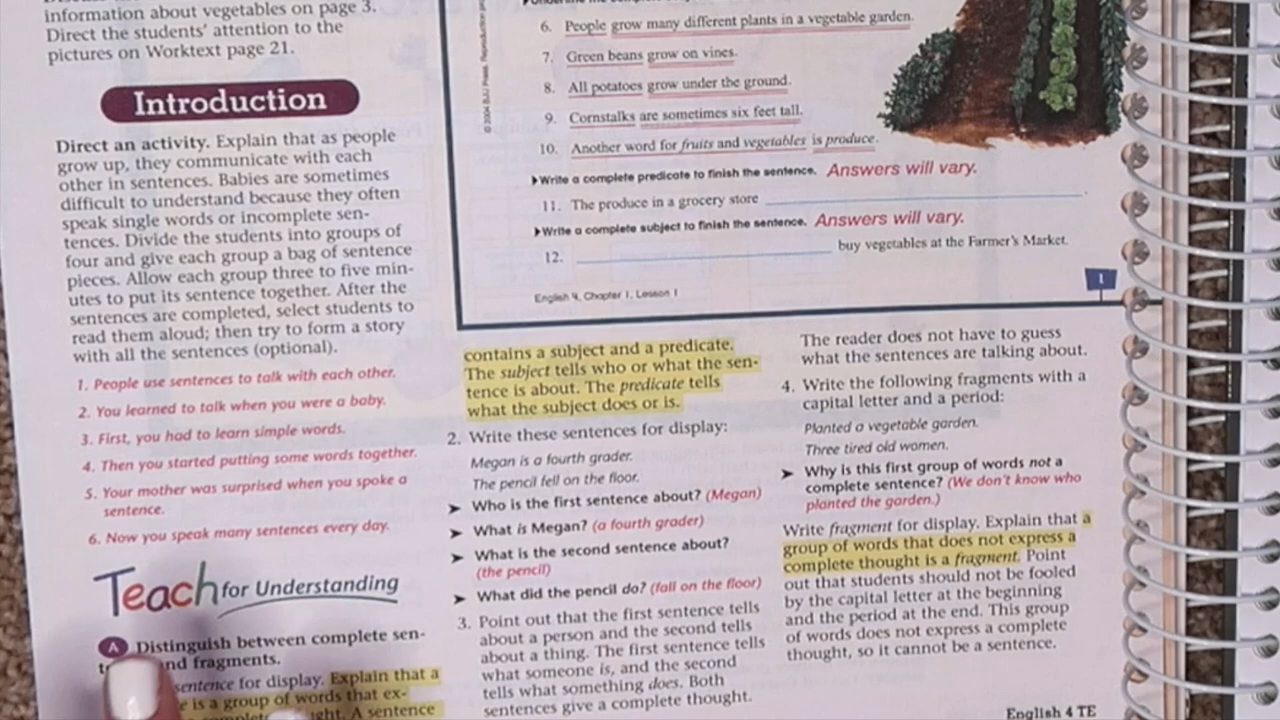 information about vegetables on page 3.
Direct the students' attention to the
pictures on Worktext page 21.
Introduction
Direct an activity. Explain that as people
grow up, they communicate with each
other in sentences. Babies are sometimes
difficult to understand because they often
speak single words or incomplete sen-
tences. Divide the students into groups of
four and give each group a bag of sentence
pieces. Allow each group three to five min-
utes to put its sentence together. After the
sentences are completed, select students to
read them aloud; then try to form a story
with all the sentences (optional).
1. People use sentences to talk with each other.
2. You learned to talk when you were a baby.
3. First, you had to learn simple words.
4. Then you started putting some words together.
5. Your mother was surprised when you spoke a
sentence.
6. Now you speak many sentences every day.
Teach for Understanding
A Distinguish between complete sen-
and fragments.
sentence for display. Explain that a
is a group of words that ex-
ght. A sentence
© 2004 BJU Press. Reproduction
6. People grow many different plants in a vegetable garden.
7. Green beans grow on vines.
8. All potatoes grow under the ground.
9. Cornstalks are sometimes six feet tall.
10. Another word for fruits and vegetables is produce.
Write a complete predicate to finish the sentence. Answers will vary.
11. The produce in a grocery store
Write a complete subject to finish the sentence. Answers will vary.
12. buy vegetables at the Farmer's Market.
English 4, Chapter 1, Lesson 1
1
contains a subject and a predicate.
The subject tells who or what the sen-
tence is about. The predicate tells
what the subject does or is.
2. Write these sentences for display:
Megan is a fourth grader.
The pencil fell on the floor.
➤ Who is the first sentence about? (Megan)
➤ What is Megan? (a fourth grader)
➤ What is the second sentence about?
(the pencil)
➤ What did the pencil do? (fall on the floor)
3. Point out that the first sentence tells
about a person and the second tells
about a thing. The first sentence tells
what someone is, and the second
tells what something does. Both
sentences give a complete thought.
The reader does not have to guess
what the sentences are talking about.
4. Write the following fragments with a
capital letter and a period:
Planted a vegetable garden.
Three tired old women.
➤ Why is this first group of words not a
complete sentence? (We don't know who
planted the garden.)
Write fragment for display. Explain that a
group of words that does not express a
complete thought is a fragment. Point
out that students should not be fooled
by the capital letter at the beginning
and the period at the end. This group
of words does not express a complete
thought, so it cannot be a sentence.
English 4 TE